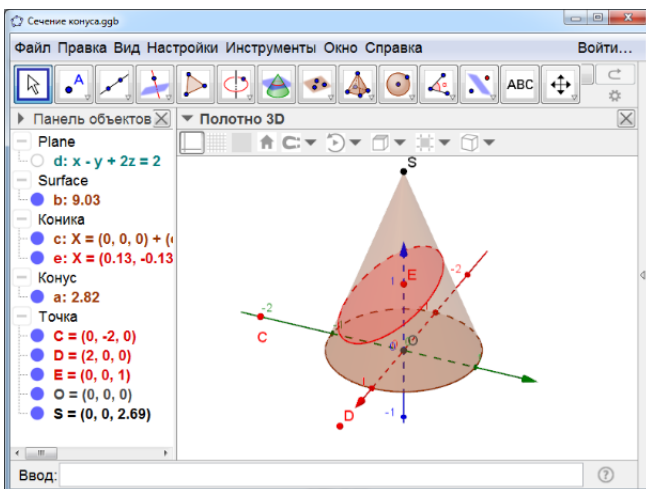 Сечение конуса.ggb
Файл Правка Вид Настройки Инструменты Окно Справка Войти...
A ABC
Панель объектов
Plane
d: x - y + 2z = 2
Surface
b: 9.03
Коника
c: X = (0, 0, 0) + (
e: X = (0.13, -0.13
Конус
a: 2.82
Точка
C = (0, -2, 0)
D = (2, 0, 0)
E = (0, 0, 1)
O = (0, 0, 0)
S = (0, 0, 2.69)
Полотно 3D
S
-2
1 E
-2
C
O
-1
D
Ввод: